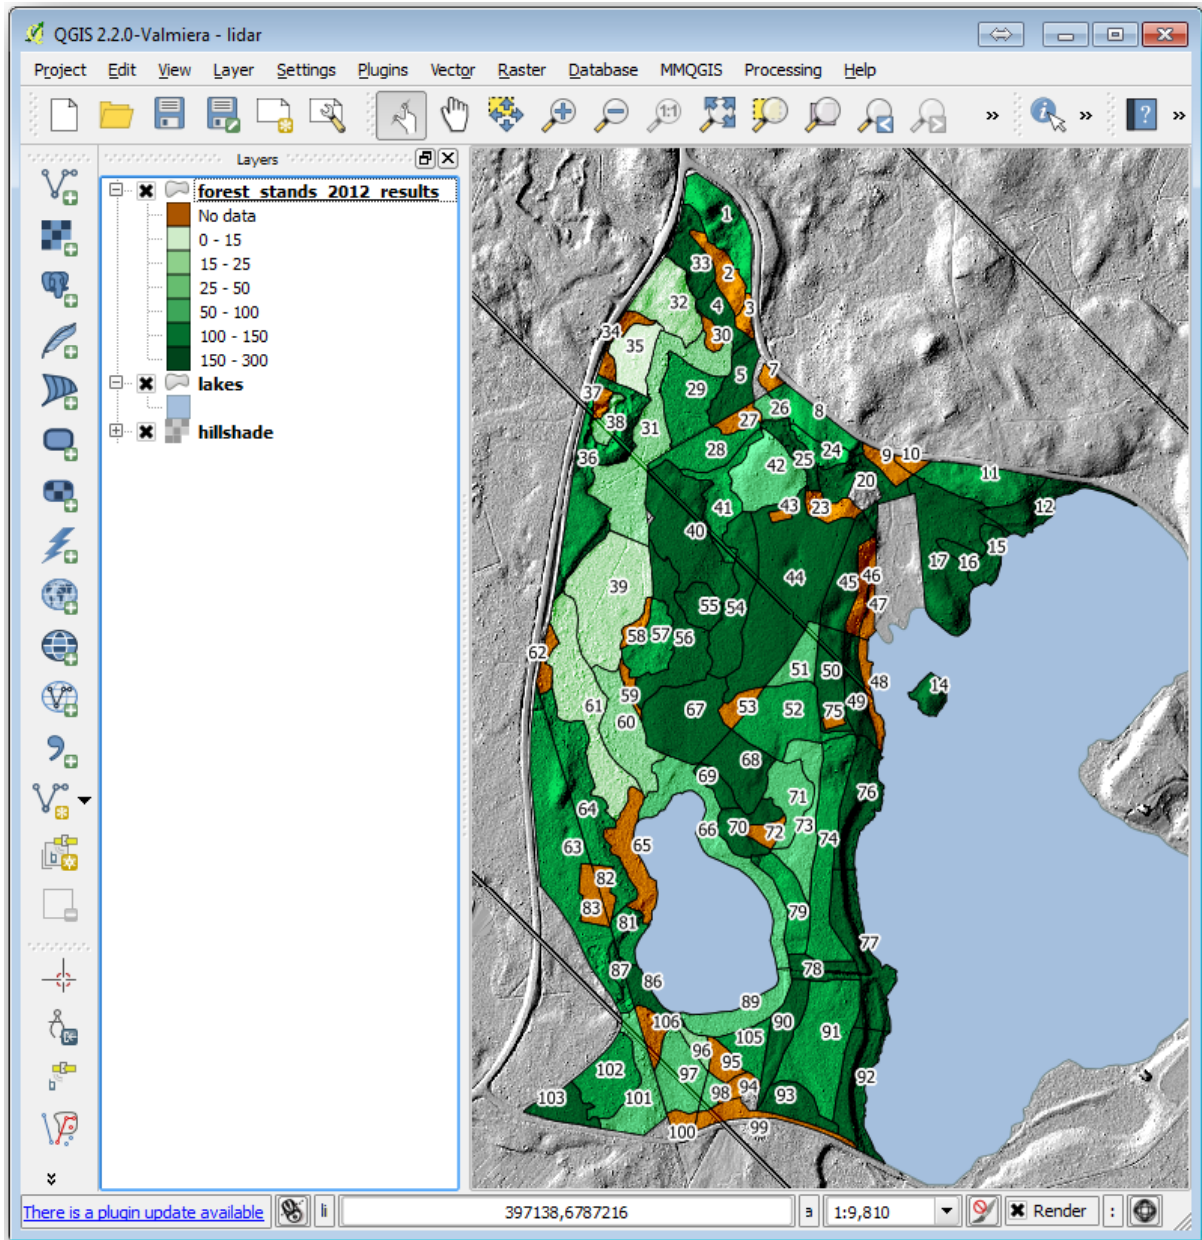 QGIS 2.2.0-Valmiera - lidar
Project Edit View Layer Settings Plugins Vector Raster Database MMQGIS Processing Help
1:1 » » ? »
Layers
forest_stands_2012_results
No data
0 - 15
15 - 25
25 - 50
50 - 100
100 - 150
150 - 300
lakes
hillshade
1
33 2
32 4 3
34 30
35
5 7
29
37 26 8
38 31 27
28 24
36 42 25 9 10
20 11
41 43 23 12
40
15
17 16
44 45 46
39
55 54 47
58 57 56
62
51 50 48
59 14
61 53 49
60 67 52 75
68
69
71 76
64
66 70 72 73 74
63 65
82
83 79
81
77
87 86 78
89
106 90
105 91
96 95
102 97 92
98 94 93
103 101
100 99
There is a plugin update available li 397138,6787216 a 1:9,810 Render :